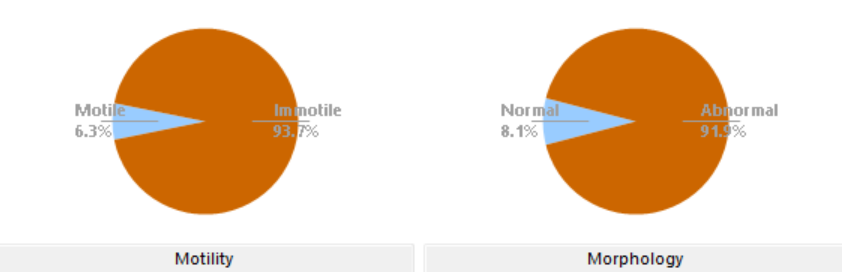 Motile
6.3%
Immotile
93.7%
Normal
8.1%
Abnormal
91.9%
Motility
Morphology